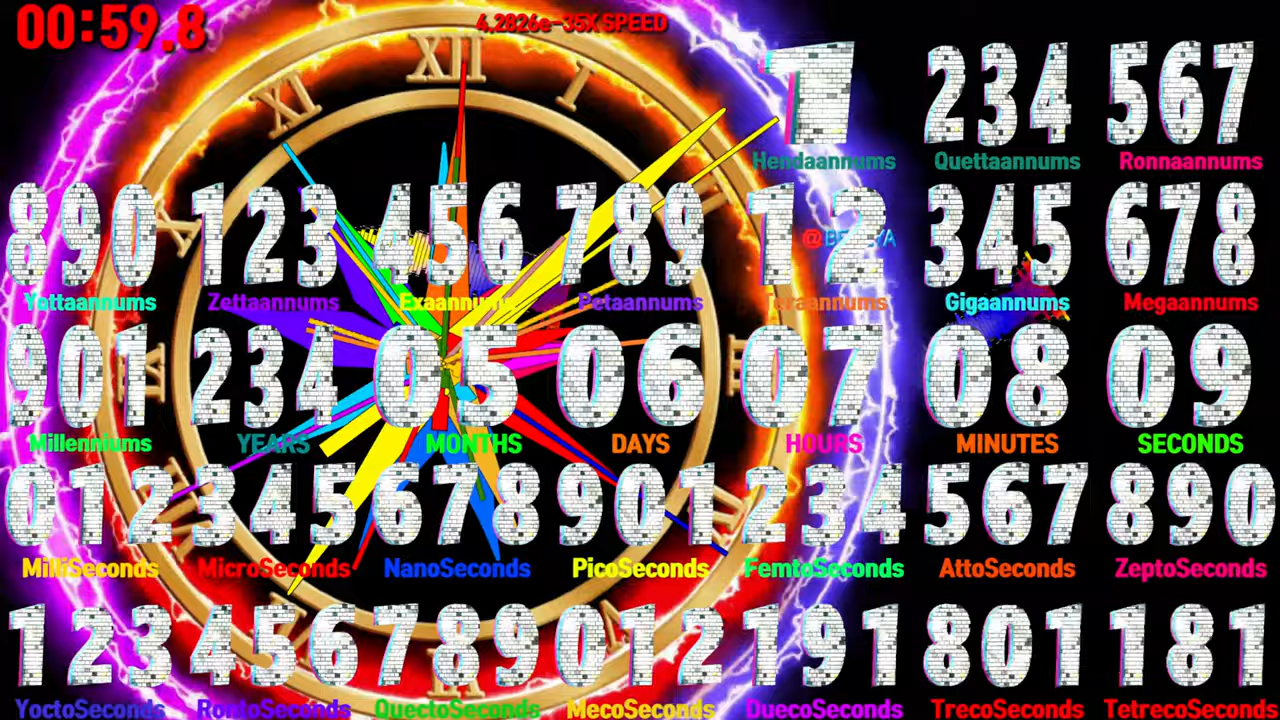 00:59.8
4,2826e-35X SPEED
XII
XI
I
1 234 567
Hendaannums Quettaannums Ronnaannums
890 123 456 789 12 345 678
Yottaannums Zettaannums Exaannums Petaannums Teraannums Gigaannums Megaannums
901 234 05 06 07 08 09
Millenniums YEARS MONTHS DAYS HOURS MINUTES SECONDS
012 345 678 901 234 567 890
MilliSeconds MicroSeconds NanoSeconds PicoSeconds FemtoSeconds AttoSeconds ZeptoSeconds
123 456 789 012 191 801 181
YoctoSeconds RontoSeconds QuectoSeconds MecoSeconds DuecoSeconds TrecoSeconds TetrecoSeconds